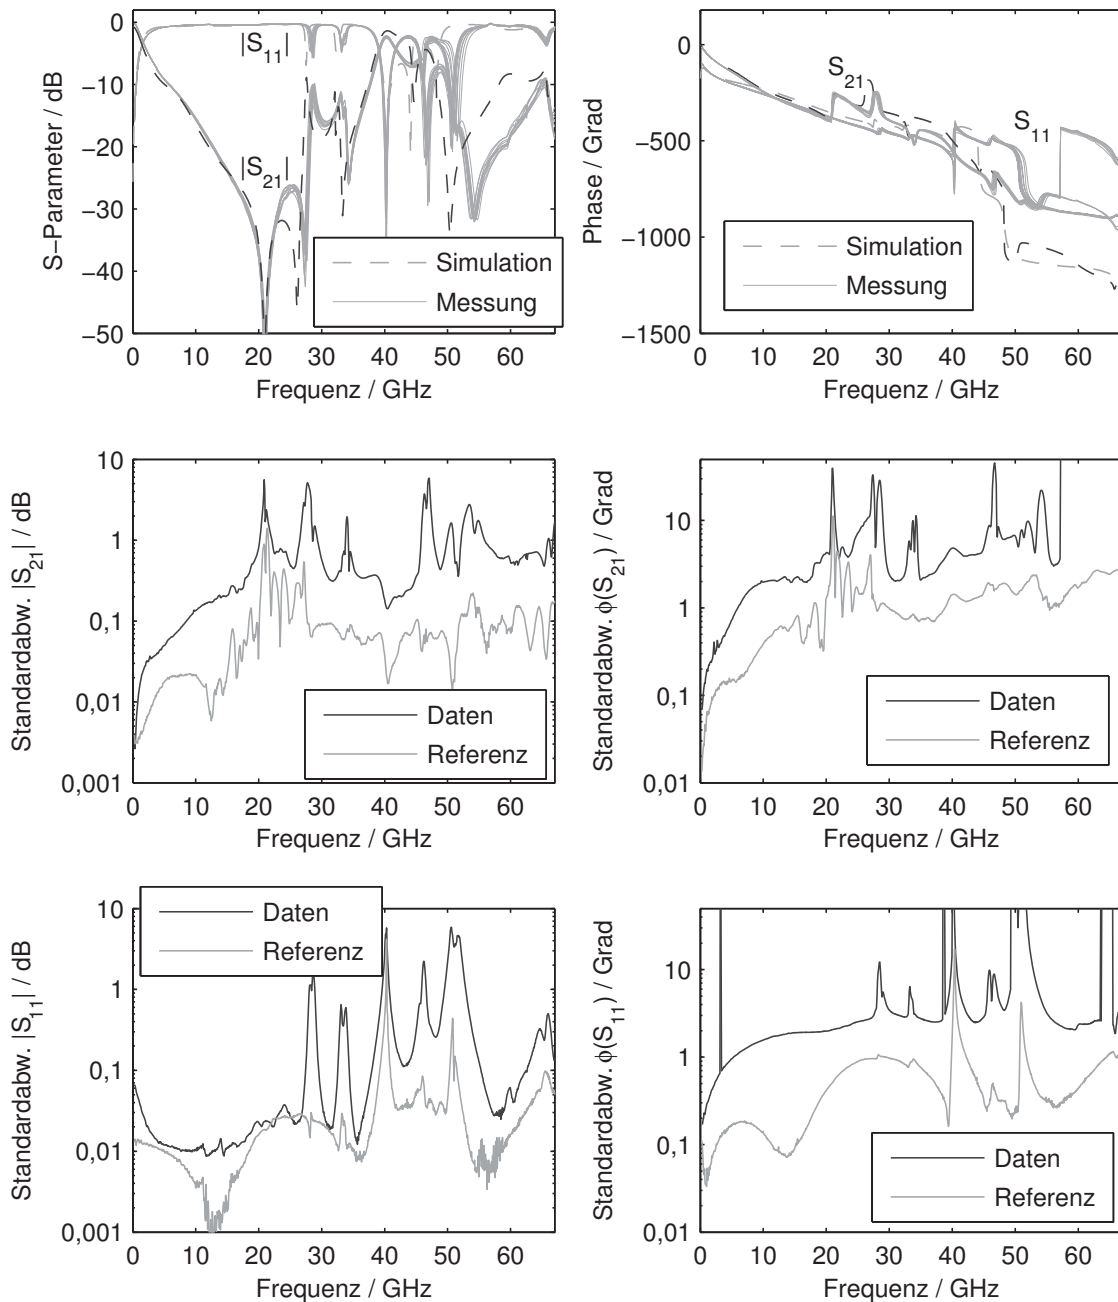 S–Parameter / dB
0
−10
−20
−30
−40
−50
|S11|
|S21|
Simulation
Messung
0 10 20 30 40 50 60
Frequenz / GHz
Phase / Grad
0
−500
−1000
−1500
S21
S11
Simulation
Messung
0 10 20 30 40 50 60
Frequenz / GHz
Standardabw. |S21| / dB
10
1
0,1
0,01
0,001
Daten
Referenz
0 10 20 30 40 50 60
Frequenz / GHz
Standardabw. ϕ(S21) / Grad
10
1
0,1
0,01
Daten
Referenz
0 10 20 30 40 50 60
Frequenz / GHz
Standardabw. |S11| / dB
10
1
0,1
0,01
0,001
Daten
Referenz
0 10 20 30 40 50 60
Frequenz / GHz
Standardabw. ϕ(S11) / Grad
10
1
0,1
0,01
Daten
Referenz
0 10 20 30 40 50 60
Frequenz / GHz